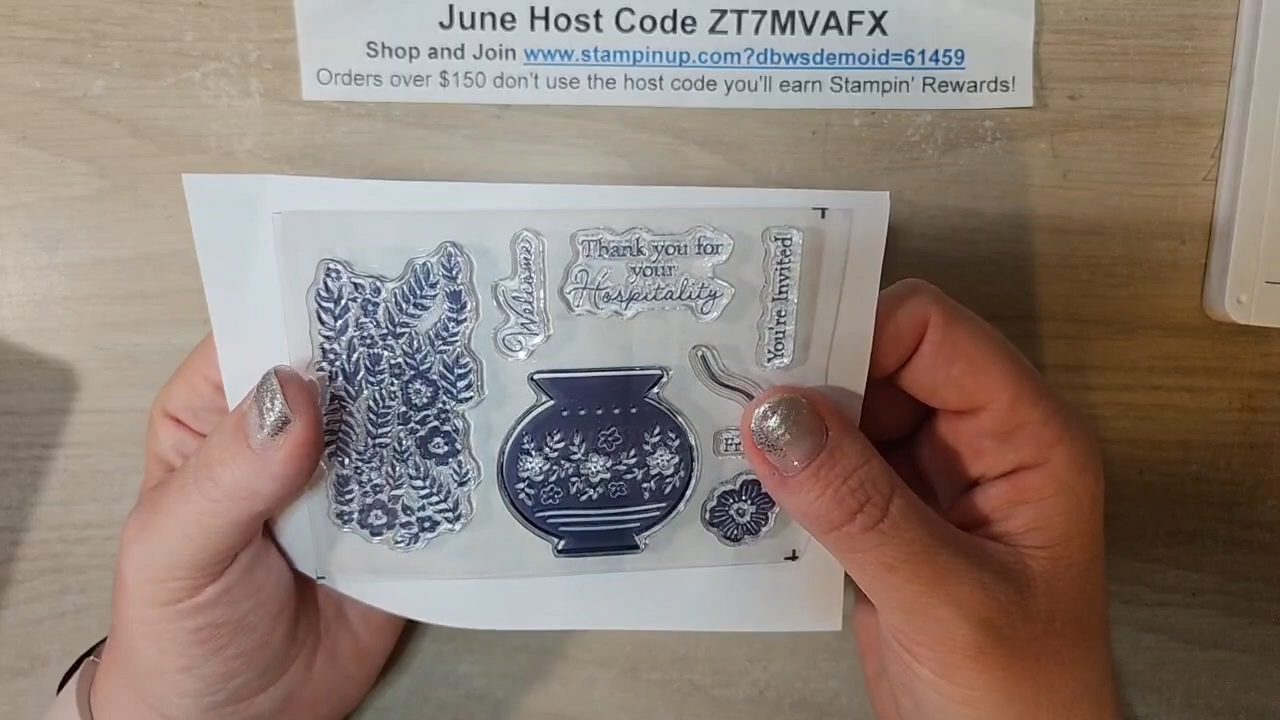 June Host Code ZT7MVAFX
Shop and Join www.stampinup.com?dbwsdemoid=61459
Orders over $150 don't use the host code you'll earn Stampin' Rewards!
Welcome
Thank you for
your
Hospitality
You're Invited